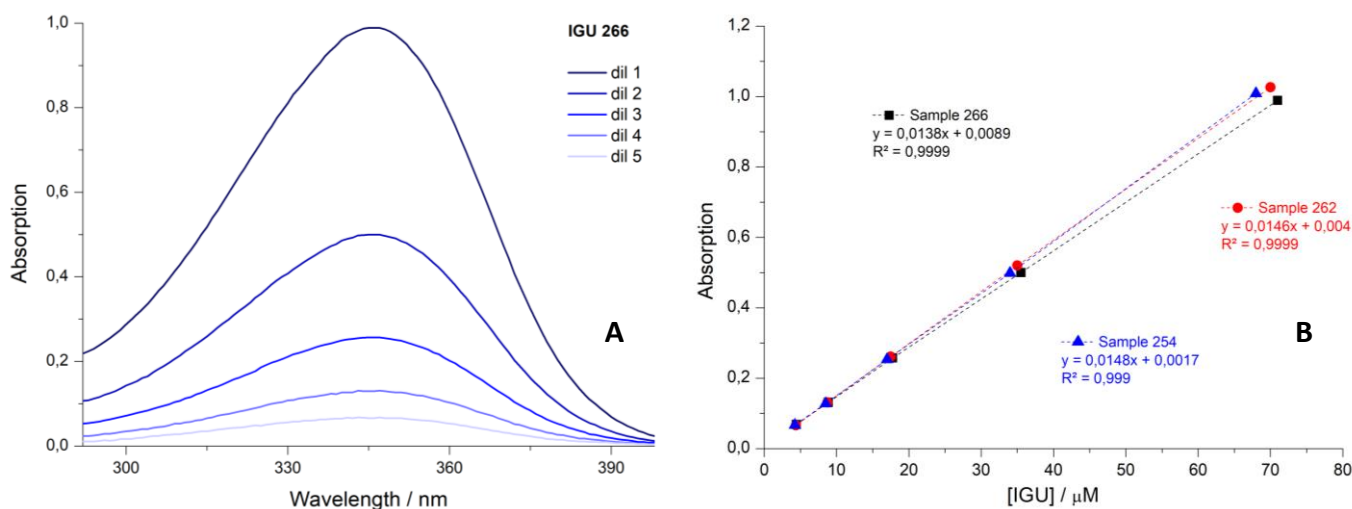 IGU 266
dil 1
dil 2
dil 3
dil 4
dil 5
1,0
0,8
0,6
0,4
0,2
0,0
Absorption
300
330
360
390
Wavelength / nm
A
1,2
1,0
0,8
0,6
0,4
0,2
0,0
Absorption
Sample 266
y = 0,0138x + 0,0089
R² = 0,9999
Sample 262
y = 0,0146x + 0,004
R² = 0,9999
Sample 254
y = 0,0148x + 0,0017
R² = 0,999
B
0
10
20
30
40
50
60
70
80
[IGU] / μM